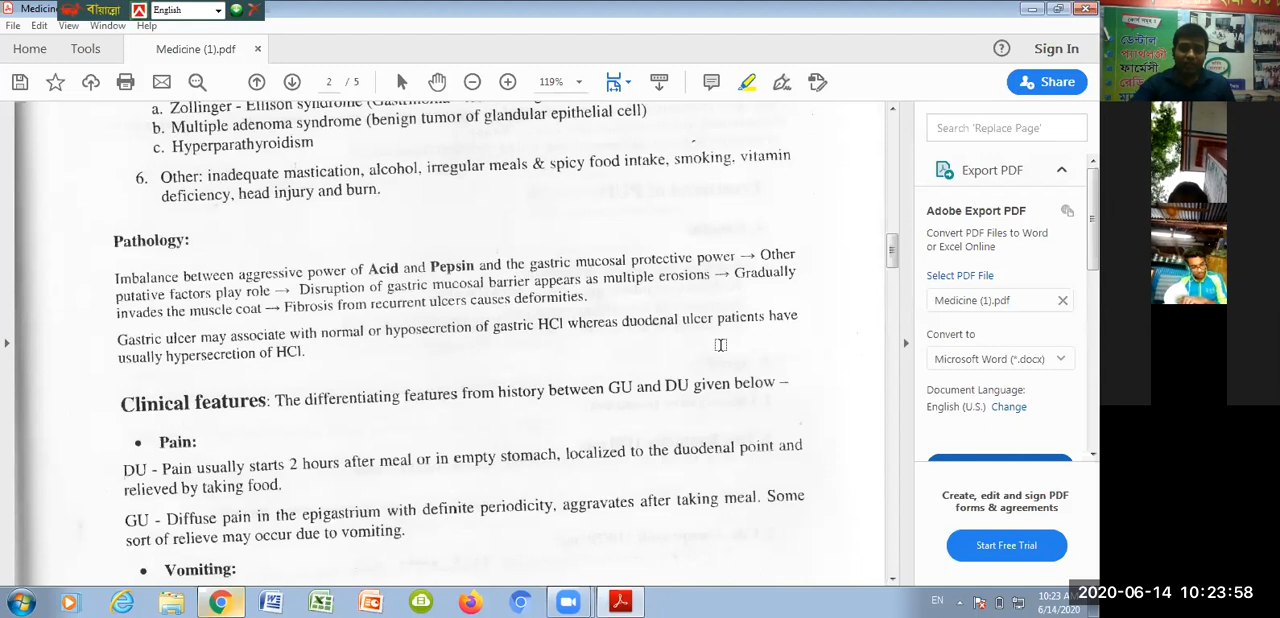 Medicin
বায়ান্নো
English
File Edit View Window Help
Home Tools Medicine (1).pdf × Sign In
2 / 5 119% Share
a. Zollinger - Ellison syndrome
b. Multiple adenoma syndrome (benign tumor of glandular epithelial cell)
c. Hyperparathyroidism
6. Other: inadequate mastication, alcohol, irregular meals & spicy food intake, smoking. vitamin
deficiency, head injury and burn.
Pathology:
Imbalance between aggressive power of Acid and Pepsin and the gastric mucosal protective power → Other
putative factors play role → Disruption of gastric mucosal barrier appears as multiple erosions → Gradually
invades the muscle coat → Fibrosis from recurrent ulcers causes deformities.
Gastric ulcer may associate with normal or hyposecretion of gastric HCl whereas duodenal ulcer patients have
usually hypersecretion of HCl.
Clinical features: The differentiating features from history between GU and DU given below –
• Pain:
DU - Pain usually starts 2 hours after meal or in empty stomach, localized to the duodenal point and
relieved by taking food.
GU - Diffuse pain in the epigastrium with definite periodicity, aggravates after taking meal. Some
sort of relieve may occur due to vomiting.
• Vomiting:
Search 'Replace Page'
Export PDF
Adobe Export PDF
Convert PDF Files to Word
or Excel Online
Select PDF File
Medicine (1).pdf
Convert to
Microsoft Word (*.docx)
Document Language:
English (U.S.) Change
Create, edit and sign PDF
forms & agreements
Start Free Trial
ডেন্টাল
প্যাথলজী
ফার্মেসী
EN
10:23 AM
6/14/2020
2020-06-14 10:23:58